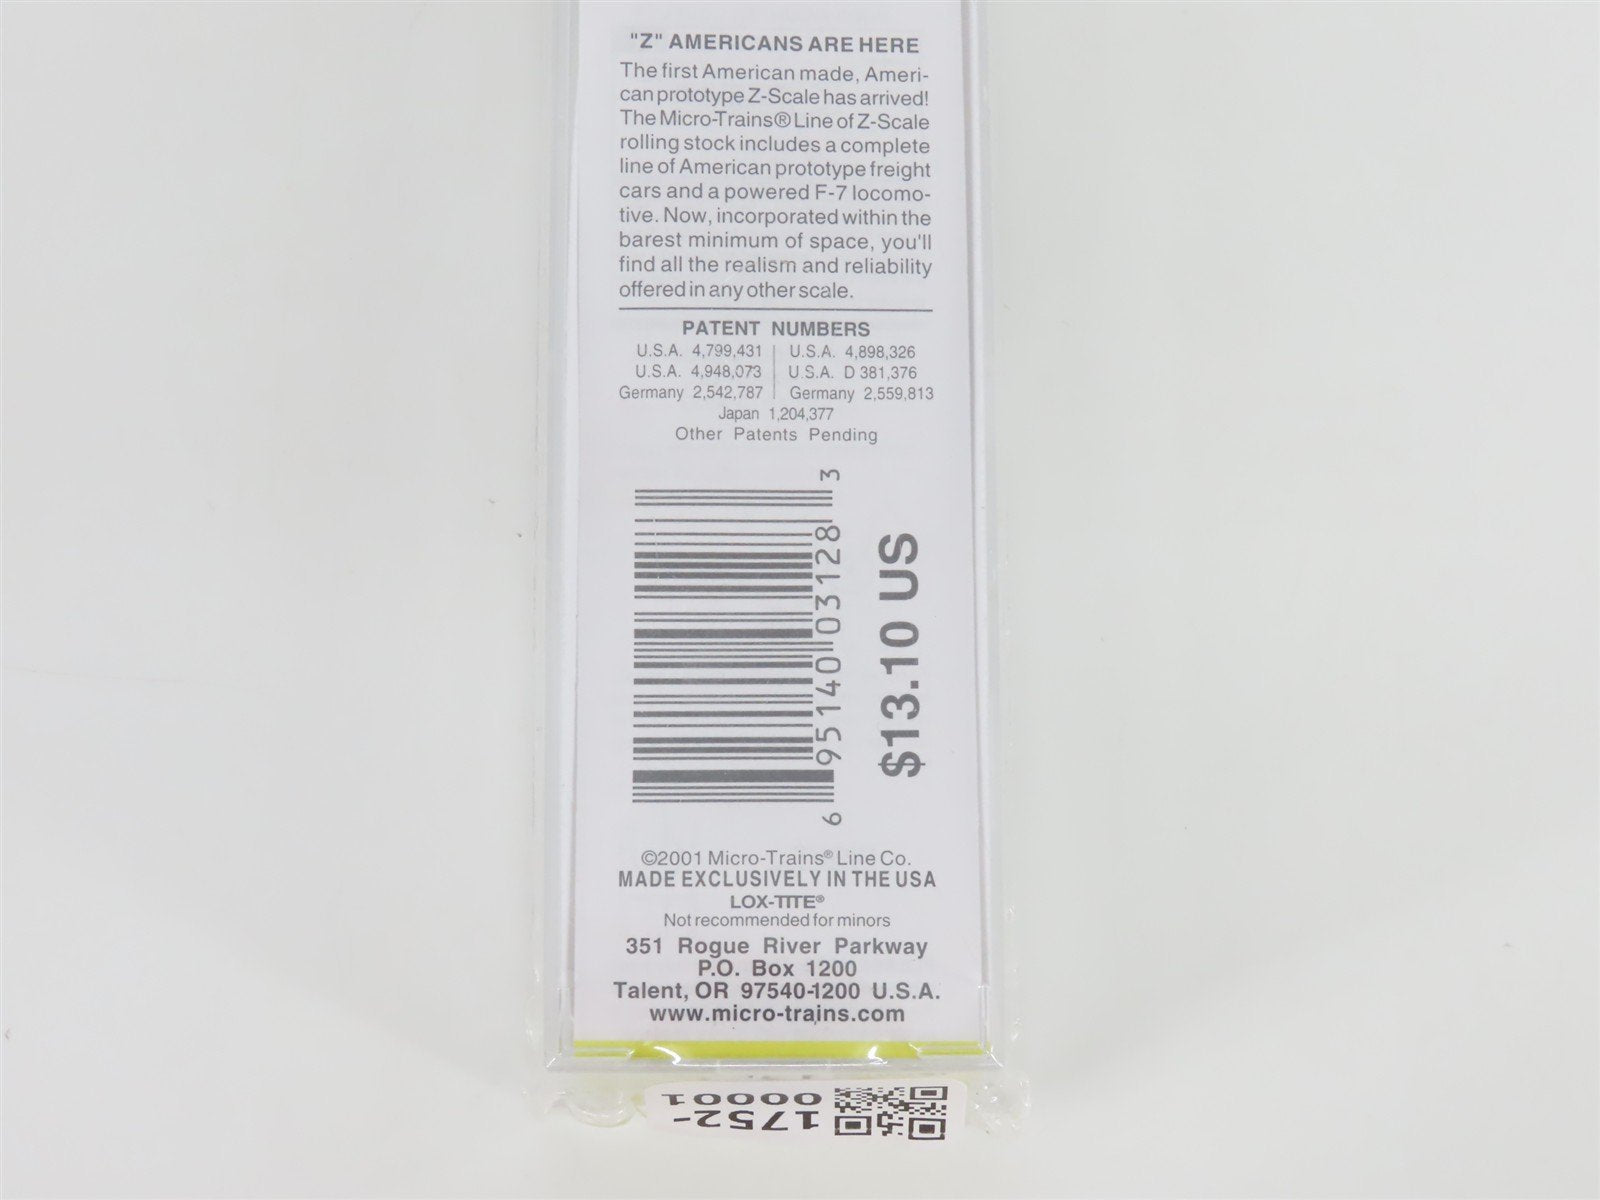 "Z" AMERICANS ARE HERE
The first American made, Ameri-
can prototype Z-Scale has arrived!
The Micro-Trains® Line of Z-Scale
rolling stock includes a complete
line of American prototype freight
cars and a powered F-7 locomo-
tive. Now, incorporated within the
barest minimum of space, you'll
find all the realism and reliability
offered in any other scale.
PATENT NUMBERS
U.S.A. 4,799,431 U.S.A. 4,898,326
U.S.A. 4,948,073 U.S.A. D 381,376
Germany 2,542,787 Germany 2,559,813
Japan 1,204,377
Other Patents Pending
6 95140 03128 3
$13.10 US
©2001 Micro-Trains® Line Co.
MADE EXCLUSIVELY IN THE USA
LOX-TITE®
Not recommended for minors
351 Rogue River Parkway
P.O. Box 1200
Talent, OR 97540-1200 U.S.A.
www.micro-trains.com
1752-
00001